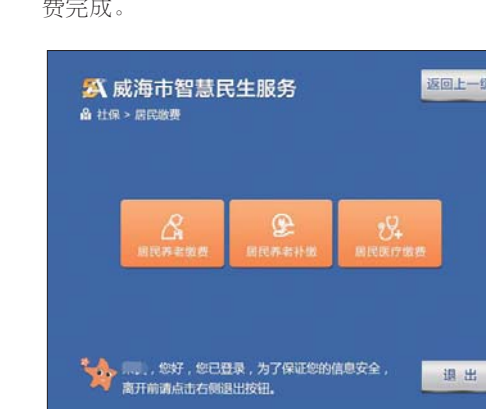 费完成。
威海市智慧民生服务
返回上一级
社保 > 居民缴费
居民养老缴费
居民养老补缴
居民医疗缴费
，您好，您已登录，为了保证您的信息安全，
离开前请点击右侧退出按钮。
退 出